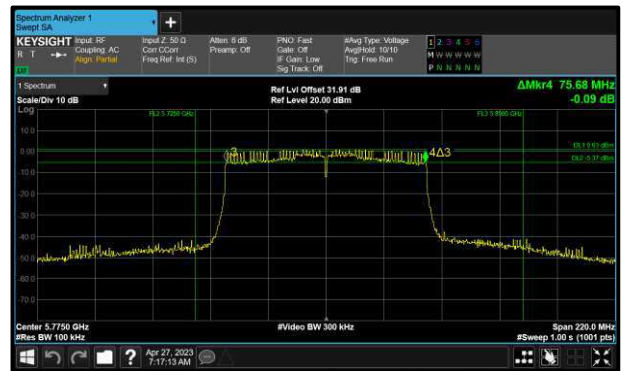 Spectrum Analyzer 1
Swept SA
+
KEYSIGHT
R T
LXI
Input: RF
Coupling: AC
Align: Partial
Input Z: 50 Ω
Corr CCorr
Freq Ref: Int (S)
Atten: 8 dB
Preamp: Off
PNO: Fast
Gate: Off
IF Gain: Low
Sig Track: Off
#Avg Type: Voltage
Avg|Hold: 10/10
Trig: Free Run
1 2 3 4 5 6
M W W W W W
P N N N N N
1 Spectrum
Scale/Div 10 dB
Log
Ref Lvl Offset 31.91 dB
Ref Level 20.00 dBm
ΔMkr4 75.68 MHz
-0.09 dB
FL2 5.7250 GHz
FL3 5.8500 GHz
10.0
0.00
-10.0
-20.0
-30.0
-40.0
-50.0
-60.0
-70.0
3
4Δ3
DL1 0.63 dBm
DL2 -5.37 dBm
Center 5.7750 GHz
#Res BW 100 kHz
#Video BW 300 kHz
Span 220.0 MHz
#Sweep 1.00 s (1001 pts)
?
Apr 27, 2023
7:17:13 AM